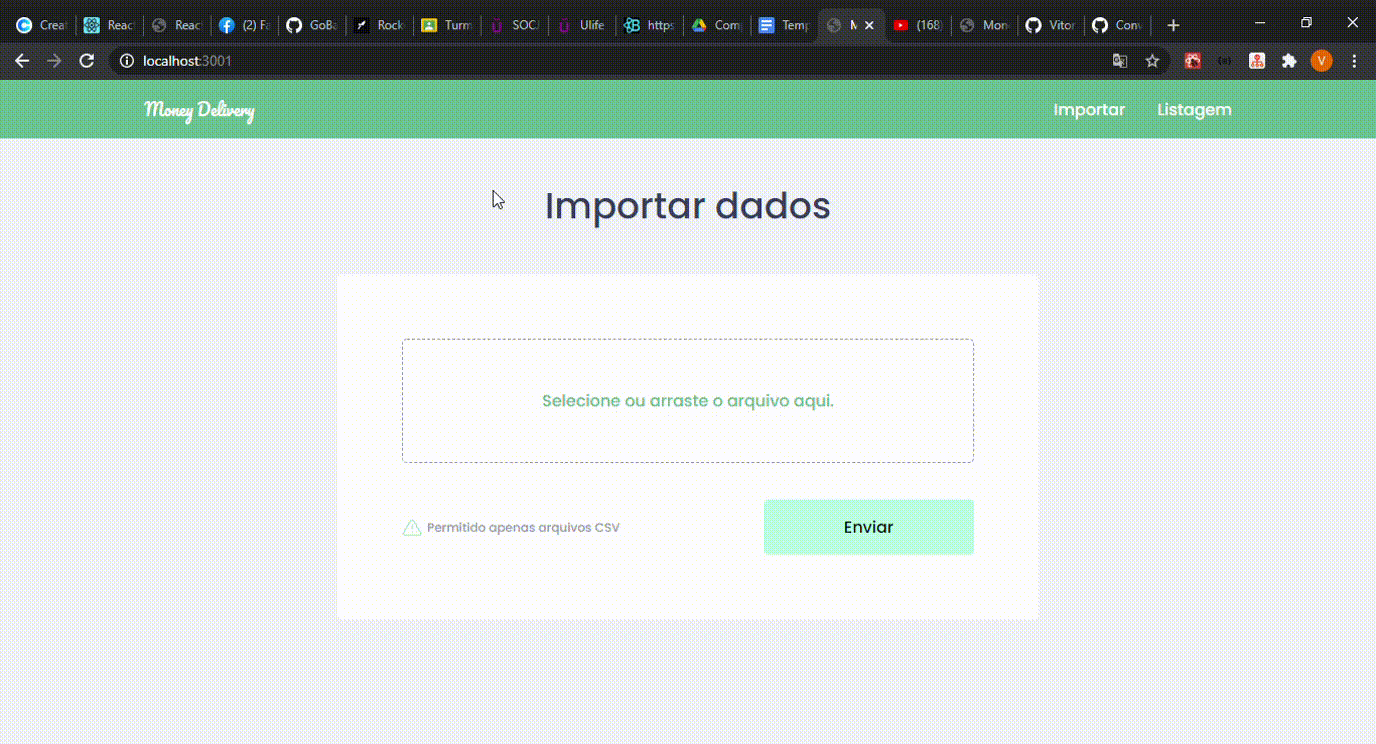 Creat React React (2) Fa GoBa Rock Turm SOCJ Ulife https Com Temp M (168) Mon Vitor Conv
localhost:3001 V
Money Delivery Importar Listagem
Importar dados
Selecione ou arraste o arquivo aqui.
Permitido apenas arquivos CSV Enviar